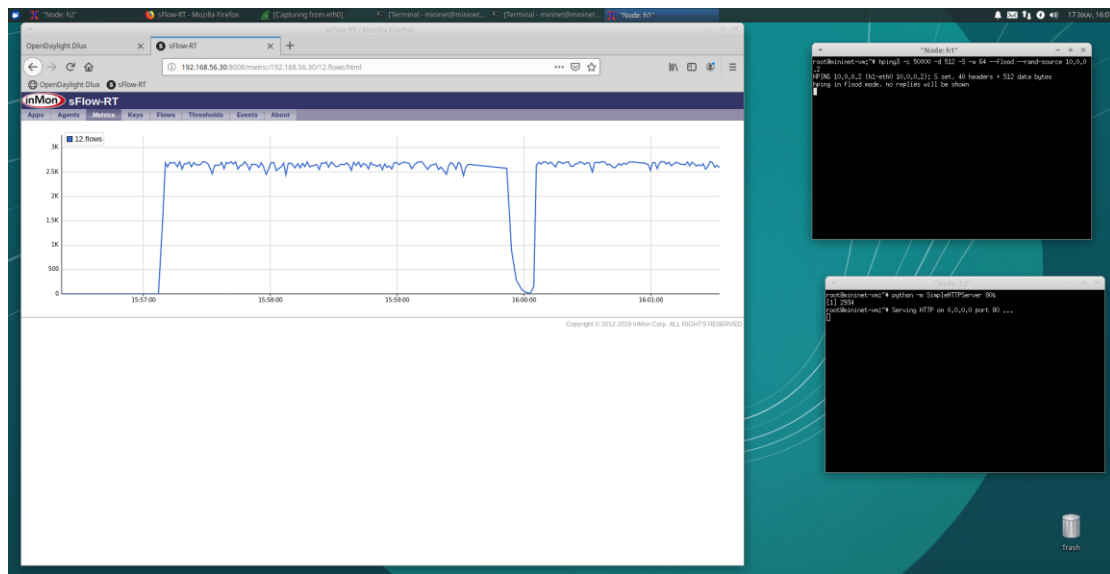 "Node: h2"
sFlow-RT - Mozilla Firefox
[Capturing from eth0]
[Terminal - mininet@mininet...
[Terminal - mininet@mininet...
"Node: h1"
17 Ιουν, 16:0
sFlow-RT - Mozilla Firefox
OpenDaylight Dlux
sFlow-RT
192.168.56.30:8008/metric/192.168.56.30/12.flows/html
OpenDaylight Dlux
sFlow-RT
inMon sFlow-RT
Apps Agents Metrics Keys Flows Thresholds Events About
12.flows
3K
2.5K
2K
1.5K
1K
500
0
15:57:00 15:58:00 15:59:00 16:00:00 16:01:00
Copyright © 2012-2019 InMon Corp. ALL RIGHTS RESERVED
"Node: h1"
root@mininet-vm:~# hping3 -c 50000 -d 512 -S -w 64 --flood --rand-source 10.0.0
.2
HPING 10.0.0.2 (h1-eth0 10.0.0.2): S set, 40 headers + 512 data bytes
hping in flood mode, no replies will be shown
"Node: h2"
root@mininet-vm:~# python -m SimpleHTTPServer 80&
[1] 2934
root@mininet-vm:~# Serving HTTP on 0.0.0.0 port 80 ...
Trash